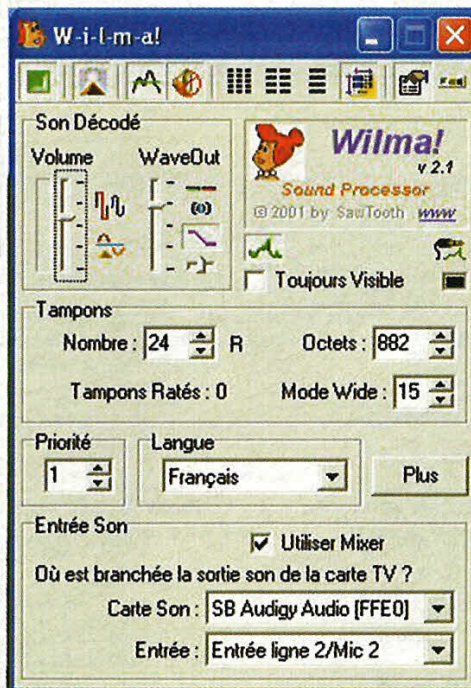 W-i-l-m-a!
Son Décodé
Volume WaveOut
Wilma!
v 2.1
Sound Processor
© 2001 by SawTooth www
Toujours Visible
Tampons
Nombre : 24 R Octets : 882
Tampons Ratés : 0 Mode Wide : 15
Priorité Langue
1 Français Plus
Entrée Son
Utiliser Mixer
Où est branchée la sortie son de la carte TV ?
Carte Son : SB Audigy Audio [FFE0]
Entrée : Entrée ligne 2/Mic 2